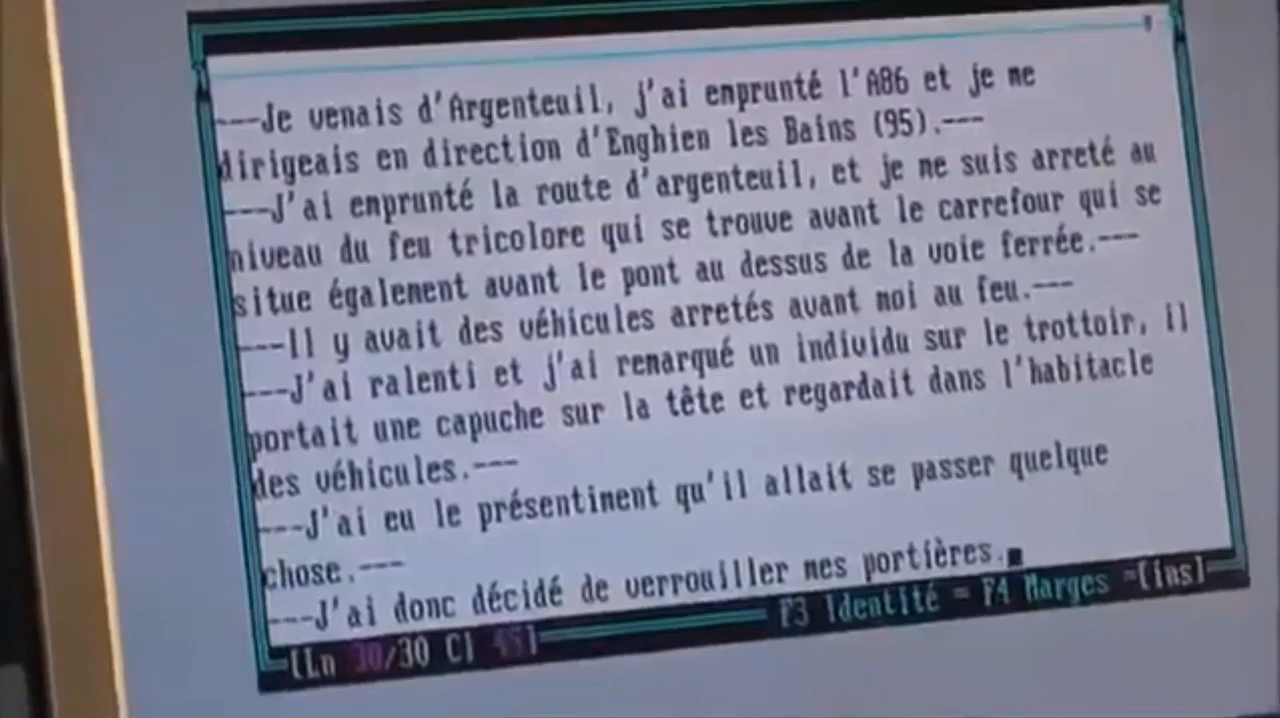 ---Je venais d'Argenteuil, j'ai emprunté l'A86 et je me
dirigeais en direction d'Enghien les Bains (95).---
---J'ai emprunté la route d'argenteuil, et je me suis arreté au
niveau du feu tricolore qui se trouve avant le carrefour qui se
situe également avant le pont au dessus de la voie ferrée.---
---Il y avait des véhicules arretés avant moi au feu.---
---J'ai ralenti et j'ai remarqué un individu sur le trottoir, il
portait une capuche sur la tête et regardait dans l'habitacle
des véhicules.---
---J'ai eu le présentiment qu'il allait se passer quelque
chose.---
---J'ai donc décidé de verrouiller mes portières.
[Ln 30/30 Cl ] F3 Identité = F4 Marges =[ins]